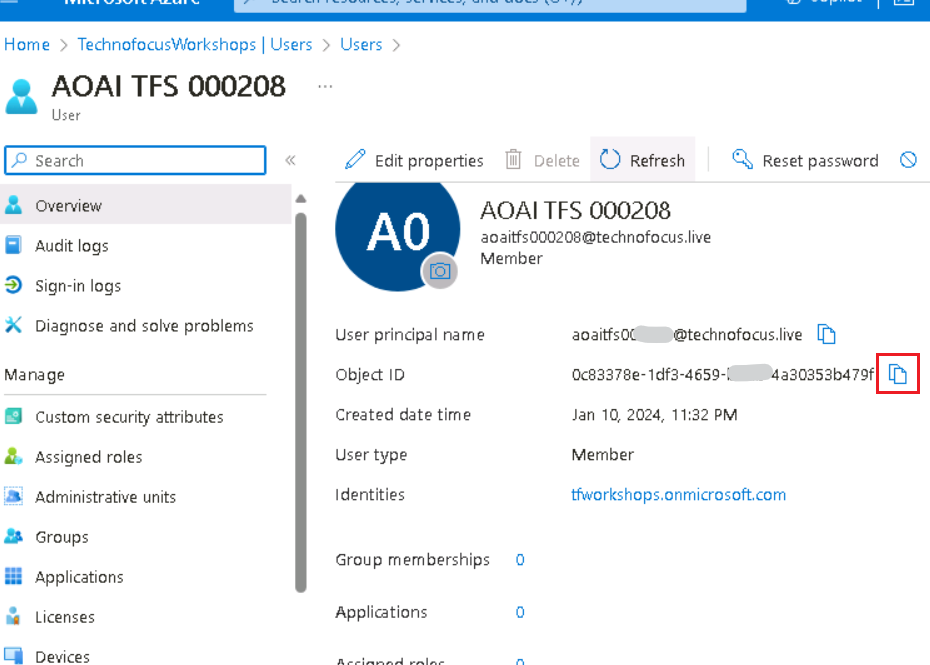 Microsoft Azure
Search resources, services, and docs (G+/)
Copilot
Home > TechnofocusWorkshops | Users > Users >
AOAI TFS 000208 ...
User
Search «
Edit properties Delete Refresh Reset password
Overview
Audit logs
Sign-in logs
Diagnose and solve problems
Manage
Custom security attributes
Assigned roles
Administrative units
Groups
Applications
Licenses
Devices
A0
AOAI TFS 000208
aoaitfs000208@technofocus.live
Member
User principal name aoaitfs00 @technofocus.live
Object ID 0c83378e-1df3-4659- 4a30353b479f
Created date time Jan 10, 2024, 11:32 PM
User type Member
Identities tfworkshops.onmicrosoft.com
Group memberships 0
Applications 0
Assigned roles 0